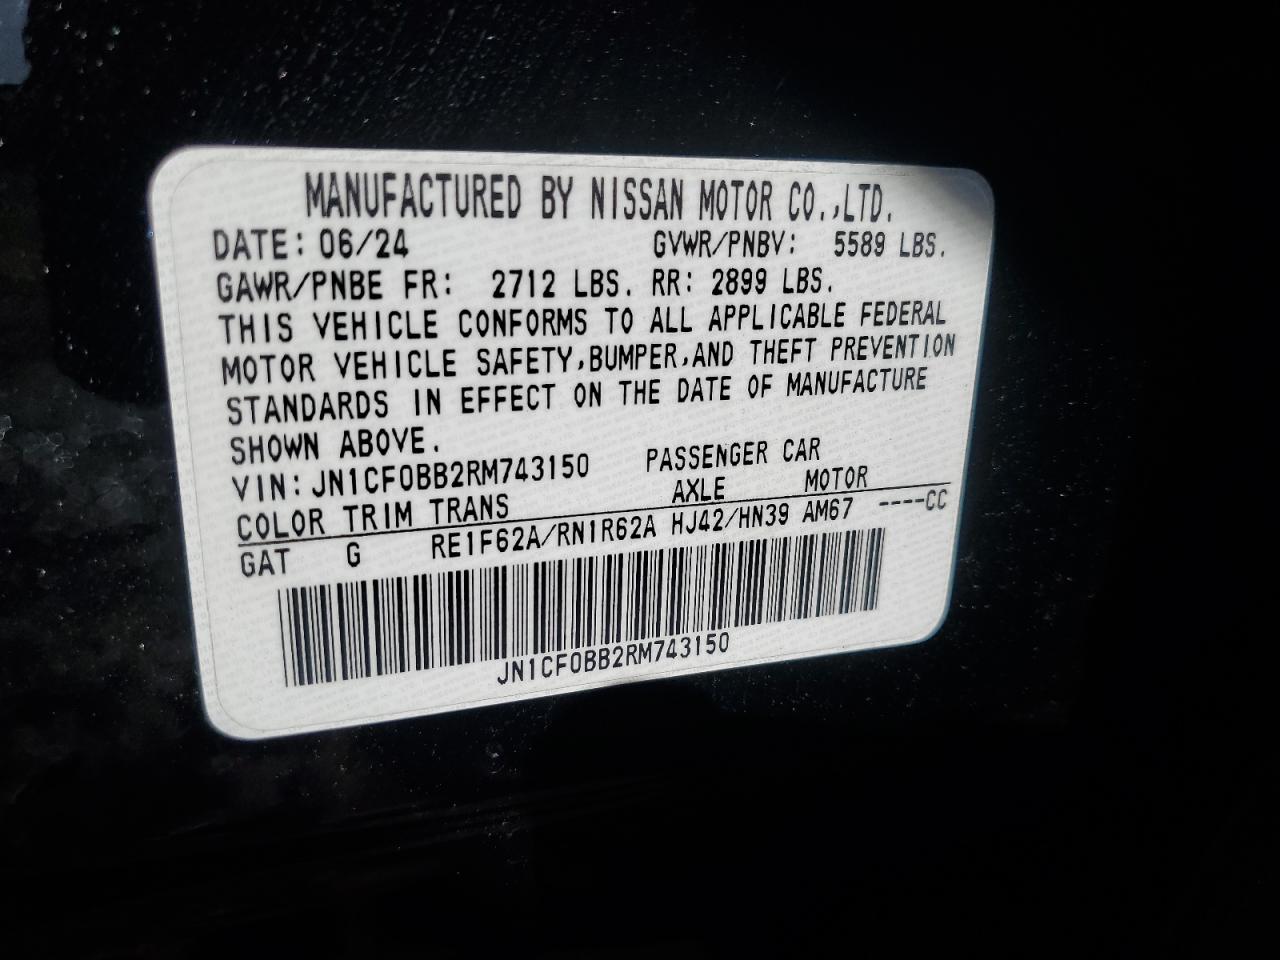 MANUFACTURED BY NISSAN MOTOR CO.,LTD.
DATE: 06/24 GVWR/PNBV: 5589 LBS.
GAWR/PNBE FR: 2712 LBS. RR: 2899 LBS.
THIS VEHICLE CONFORMS TO ALL APPLICABLE FEDERAL
MOTOR VEHICLE SAFETY,BUMPER,AND THEFT PREVENTION
STANDARDS IN EFFECT ON THE DATE OF MANUFACTURE
SHOWN ABOVE.
VIN: JN1CF0BB2RM743150 PASSENGER CAR
COLOR TRIM TRANS AXLE MOTOR
GAT G RE1F62A/RN1R62A HJ42/HN39 AM67 ----CC
JN1CF0BB2RM743150